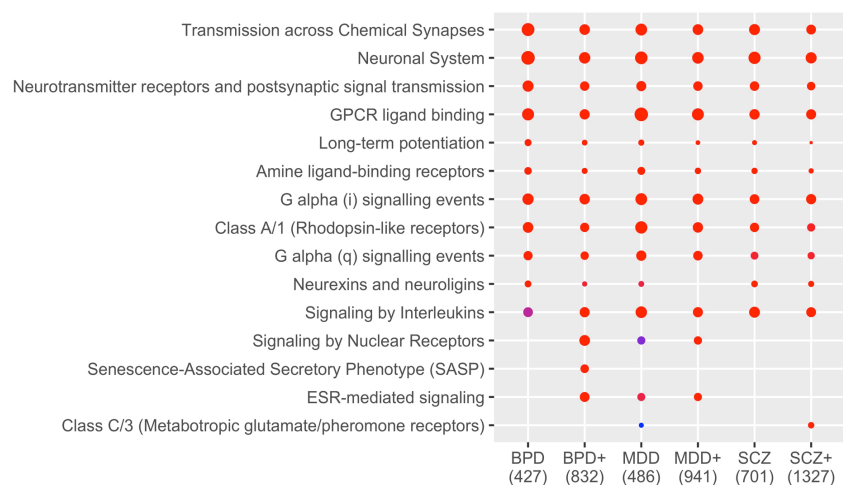 Transmission across Chemical Synapses
Neuronal System
Neurotransmitter receptors and postsynaptic signal transmission
GPCR ligand binding
Long-term potentiation
Amine ligand-binding receptors
G alpha (i) signalling events
Class A/1 (Rhodopsin-like receptors)
G alpha (q) signalling events
Neurexins and neuroligins
Signaling by Interleukins
Signaling by Nuclear Receptors
Senescence-Associated Secretory Phenotype (SASP)
ESR-mediated signaling
Class C/3 (Metabotropic glutamate/pheromone receptors)
BPD BPD+ MDD MDD+ SCZ SCZ+
(427) (832) (486) (941) (701) (1327)